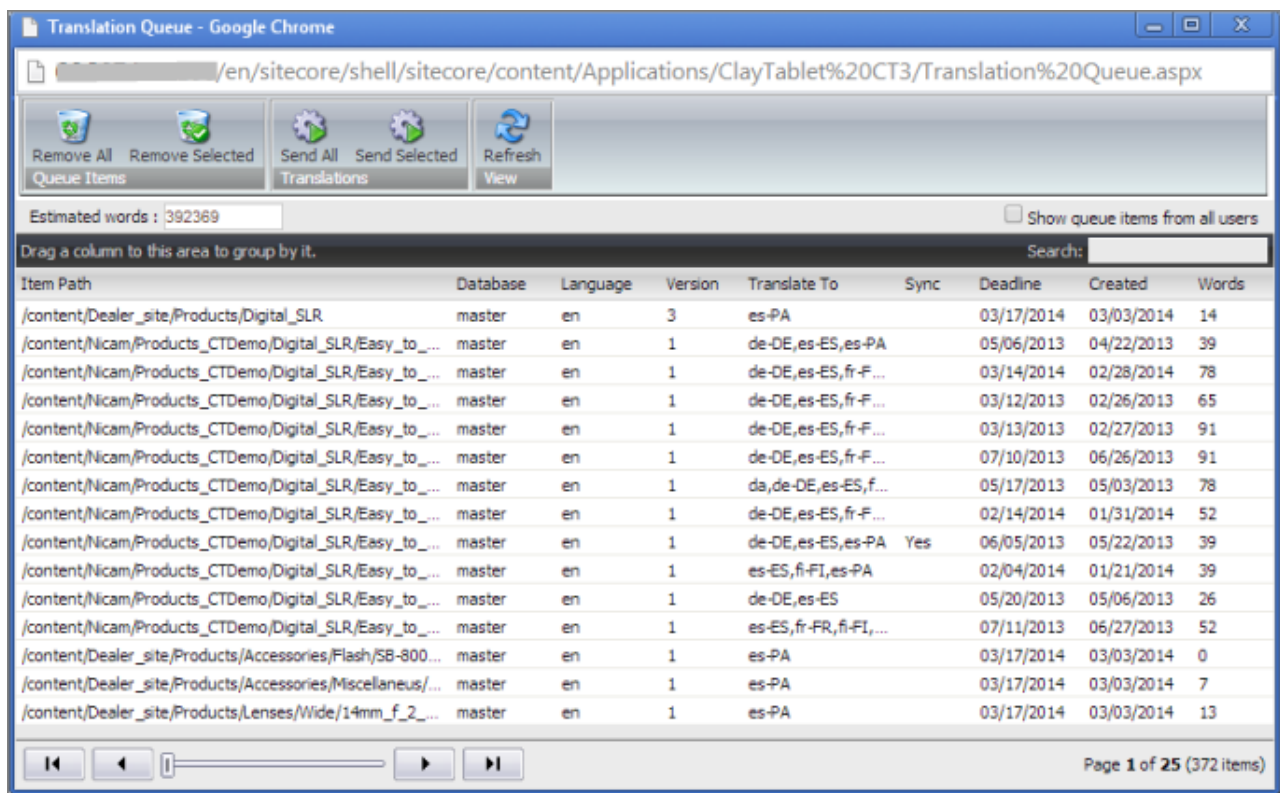 Translation Queue - Google Chrome
/en/sitecore/shell/sitecore/content/Applications/ClayTablet%20CT3/Translation%20Queue.aspx
Remove All Remove Selected Send All Send Selected Refresh
Queue Items Translations View
Estimated words : 392369 Show queue items from all users
Drag a column to this area to group by it. Search:
Item Path Database Language Version Translate To Sync Deadline Created Words
/content/Dealer_site/Products/Digital_SLR master en 3 es-PA 03/17/2014 03/03/2014 14
/content/Nicam/Products_CTDemo/Digital_SLR/Easy_to_... master en 1 de-DE,es-ES,es-PA 05/06/2013 04/22/2013 39
/content/Nicam/Products_CTDemo/Digital_SLR/Easy_to_... master en 1 de-DE,es-ES,fr-F... 03/14/2014 02/28/2014 78
/content/Nicam/Products_CTDemo/Digital_SLR/Easy_to_... master en 1 de-DE,es-ES,fr-F... 03/12/2013 02/26/2013 65
/content/Nicam/Products_CTDemo/Digital_SLR/Easy_to_... master en 1 de-DE,es-ES,fr-F... 03/13/2013 02/27/2013 91
/content/Nicam/Products_CTDemo/Digital_SLR/Easy_to_... master en 1 de-DE,es-ES,fr-F... 07/10/2013 06/26/2013 91
/content/Nicam/Products_CTDemo/Digital_SLR/Easy_to_... master en 1 da,de-DE,es-ES,f... 05/17/2013 05/03/2013 78
/content/Nicam/Products_CTDemo/Digital_SLR/Easy_to_... master en 1 de-DE,es-ES,fr-F... 02/14/2014 01/31/2014 52
/content/Nicam/Products_CTDemo/Digital_SLR/Easy_to_... master en 1 de-DE,es-ES,es-PA Yes 06/05/2013 05/22/2013 39
/content/Nicam/Products_CTDemo/Digital_SLR/Easy_to_... master en 1 es-ES,fi-FI,es-PA 02/04/2014 01/21/2014 39
/content/Nicam/Products_CTDemo/Digital_SLR/Easy_to_... master en 1 de-DE,es-ES 05/20/2013 05/06/2013 26
/content/Nicam/Products_CTDemo/Digital_SLR/Easy_to_... master en 1 es-ES,fr-FR,fi-FI,... 07/11/2013 06/27/2013 52
/content/Dealer_site/Products/Accessories/Flash/SB-800... master en 1 es-PA 03/17/2014 03/03/2014 0
/content/Dealer_site/Products/Accessories/Miscellaneus/... master en 1 es-PA 03/17/2014 03/03/2014 7
/content/Dealer_site/Products/Lenses/Wide/14mm_f_2_... master en 1 es-PA 03/17/2014 03/03/2014 13
Page 1 of 25 (372 items)